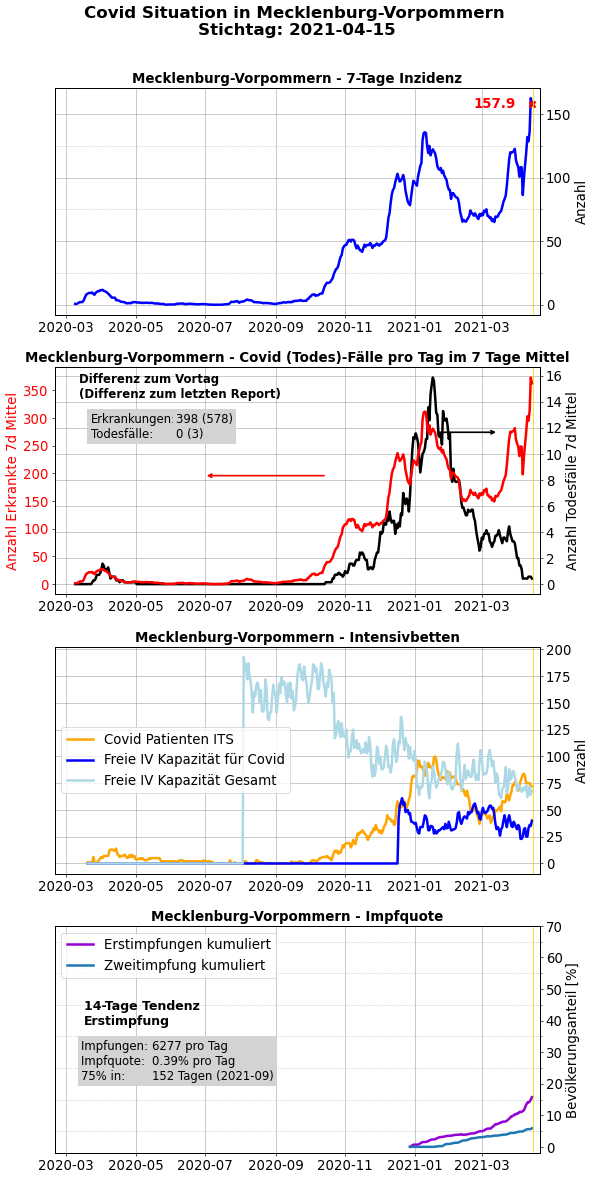 Covid Situation in Mecklenburg-Vorpommern
Stichtag: 2021-04-15
Mecklenburg-Vorpommern - 7-Tage Inzidenz
157.9
150
100
50
0
Anzahl
2020-03 2020-05 2020-07 2020-09 2020-11 2021-01 2021-03
Mecklenburg-Vorpommern - Covid (Todes)-Fälle pro Tag im 7 Tage Mittel
Differenz zum Vortag
(Differenz zum letzten Report)
Erkrankungen: 398 (578)
Todesfälle: 0 (3)
Anzahl Erkrankte 7d Mittel
350
300
250
200
150
100
50
0
16
14
12
10
8
6
4
2
0
Anzahl Todesfälle 7d Mittel
2020-03 2020-05 2020-07 2020-09 2020-11 2021-01 2021-03
Mecklenburg-Vorpommern - Intensivbetten
Covid Patienten ITS
Freie IV Kapazität für Covid
Freie IV Kapazität Gesamt
200
175
150
125
100
75
50
25
0
Anzahl
2020-03 2020-05 2020-07 2020-09 2020-11 2021-01 2021-03
Mecklenburg-Vorpommern - Impfquote
Erstimpfungen kumuliert
Zweitimpfung kumuliert
14-Tage Tendenz
Erstimpfung
Impfungen: 6277 pro Tag
Impfquote: 0.39% pro Tag
75% in: 152 Tagen (2021-09)
70
60
50
40
30
20
10
0
Bevölkerungsanteil [%]
2020-03 2020-05 2020-07 2020-09 2020-11 2021-01 2021-03